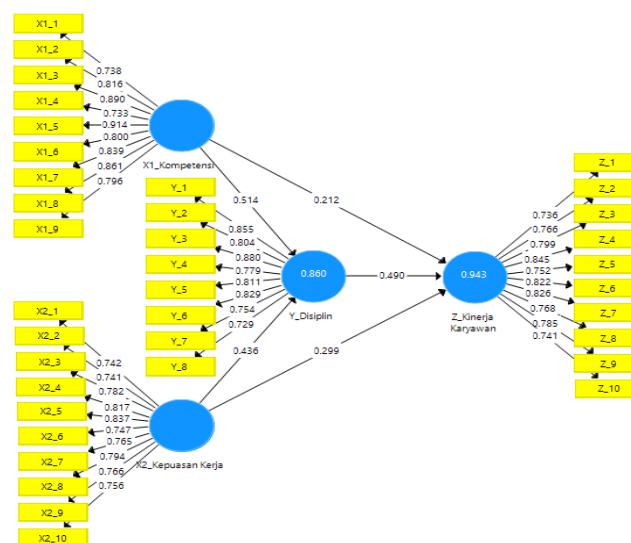 X1_1
X1_2
X1_3
X1_4
X1_5
X1_6
X1_7
X1_8
X1_9
0.738
0.816
0.890
0.733
0.914
0.800
0.839
0.861
0.796
X1_Kompetensi
Y_1
Y_2
Y_3
Y_4
Y_5
Y_6
Y_7
Y_8
0.855
0.804
0.880
0.779
0.811
0.829
0.754
0.729
0.514
0.212
0.860
Y_Disiplin
0.490
0.436
0.299
0.943
Z_Kinerja
Karyawan
0.736
0.766
0.799
0.845
0.752
0.822
0.826
0.768
0.785
0.741
Z_1
Z_2
Z_3
Z_4
Z_5
Z_6
Z_7
Z_8
Z_9
Z_10
X2_1
X2_2
X2_3
X2_4
X2_5
X2_6
X2_7
X2_8
X2_9
X2_10
0.742
0.741
0.782
0.817
0.837
0.747
0.765
0.794
0.766
0.756
X2_Kepuasan Kerja